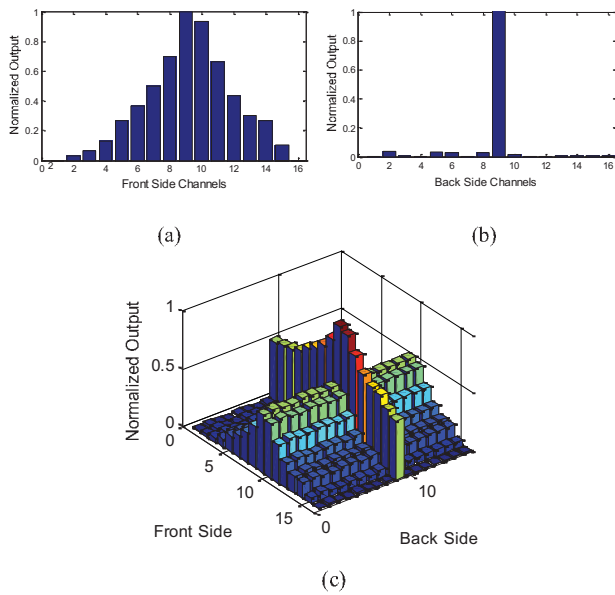 1
0.8
0.6
0.4
0.2
0
Normalized Output
0 2 4 6 8 10 12 14 16
Front Side Channels
(a)
1
0.8
0.6
0.4
0.2
0
Normalized Output
0 2 4 6 8 10 12 14 16
Back Side Channels
(b)
1
0.5
0
Normalized Output
0
5
10
15
Front Side
0
10
Back Side
(c)